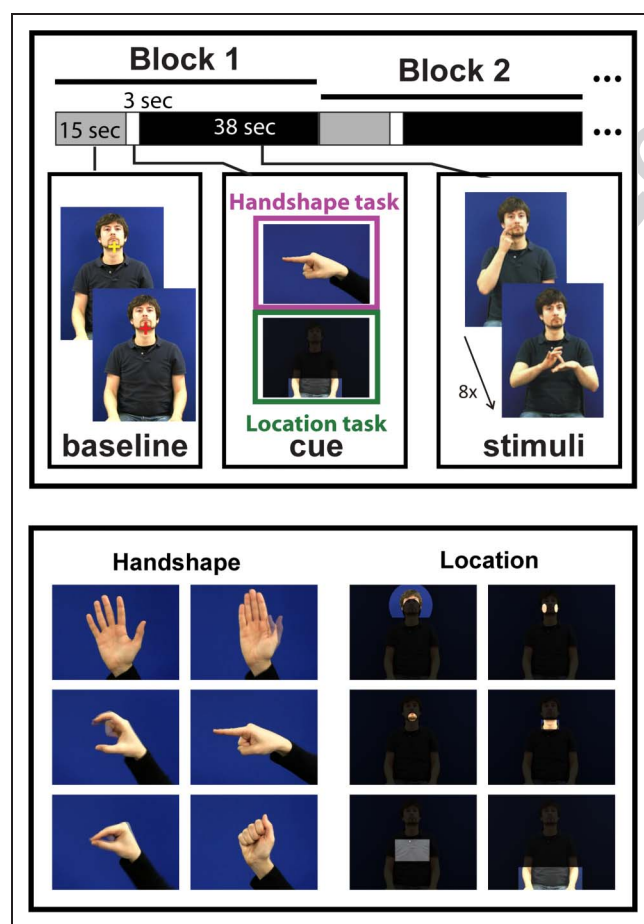 Block 1
Block 2
...
3 sec
15 sec
38 sec
...
Handshape task
8x
Location task
baseline
cue
stimuli
Handshape
Location